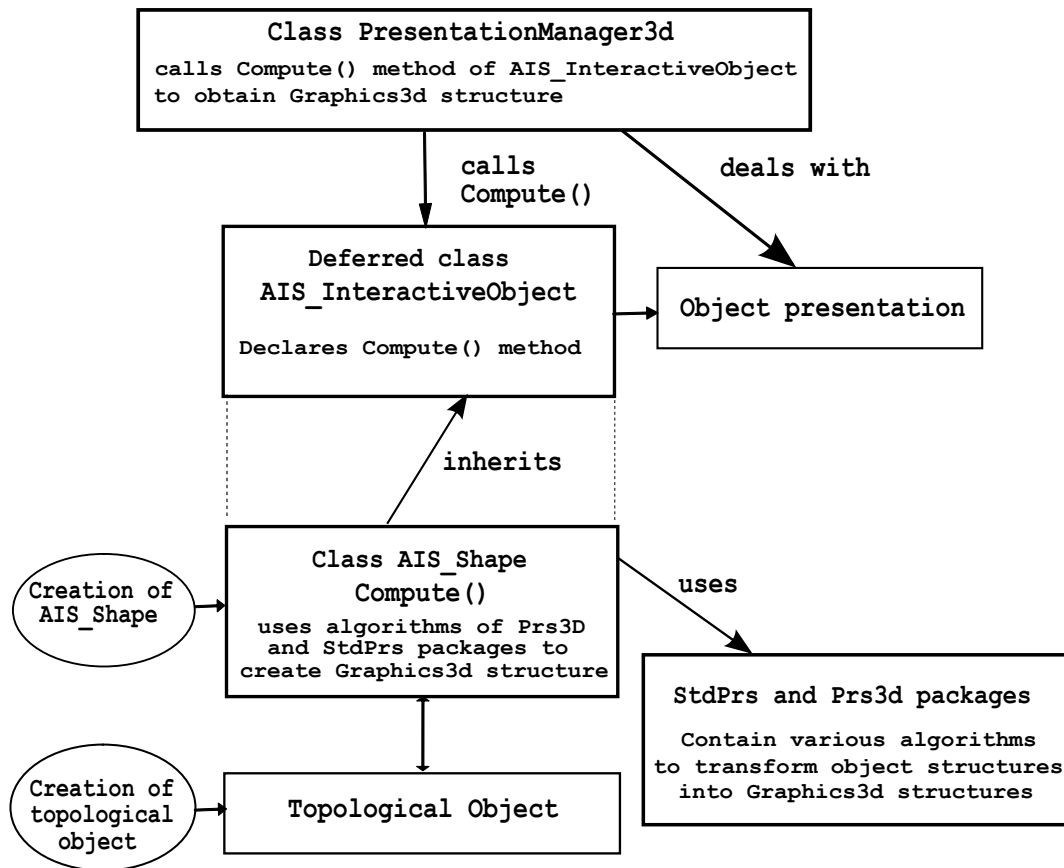 Class PresentationManager3d
calls Compute() method of AIS_InteractiveObject
to obtain Graphics3d structure
calls
Compute()
deals with
Deferred class
AIS_InteractiveObject
Declares Compute() method
Object presentation
inherits
Creation of
AIS_Shape
Class AIS_Shape
Compute()
uses algorithms of Prs3D
and StdPrs packages to
create Graphics3d structure
uses
StdPrs and Prs3d packages
Contain various algorithms
to transform object structures
into Graphics3d structures
Creation of
topological
object
Topological Object